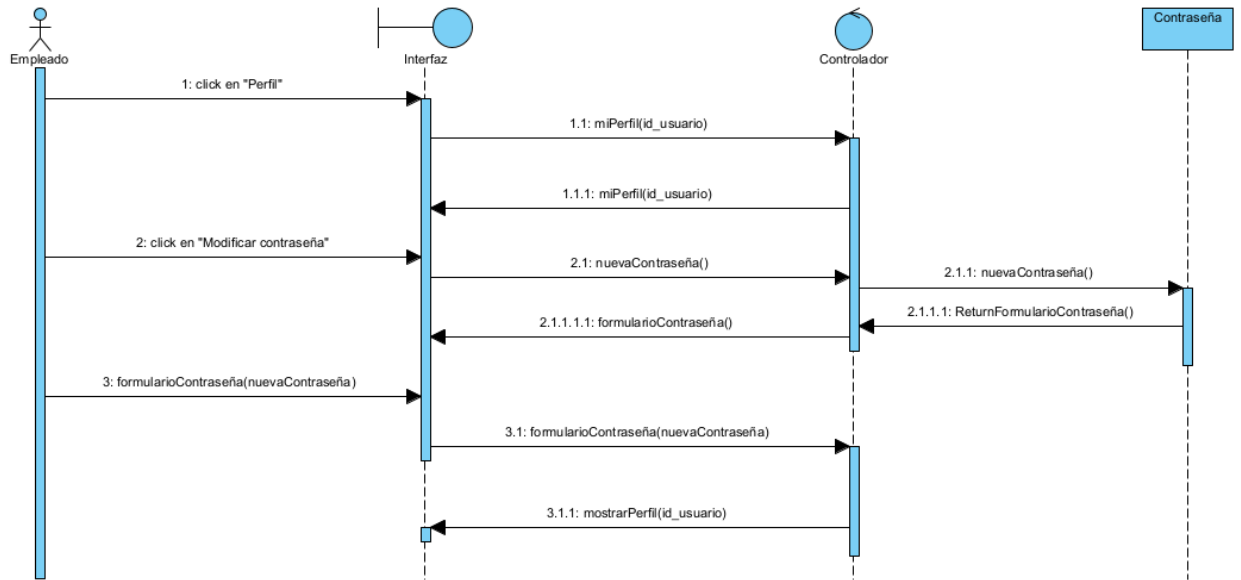 Empleado
Interfaz
Controlador
Contraseña
1: click en "Perfil"
1.1: miPerfil(id_usuario)
1.1.1: miPerfil(id_usuario)
2: click en "Modificar contraseña"
2.1: nuevaContraseña()
2.1.1: nuevaContraseña()
2.1.1.1: ReturnFormularioContraseña()
2.1.1.1.1: formularioContraseña()
3: formularioContraseña(nuevaContraseña)
3.1: formularioContraseña(nuevaContraseña)
3.1.1: mostrarPerfil(id_usuario)